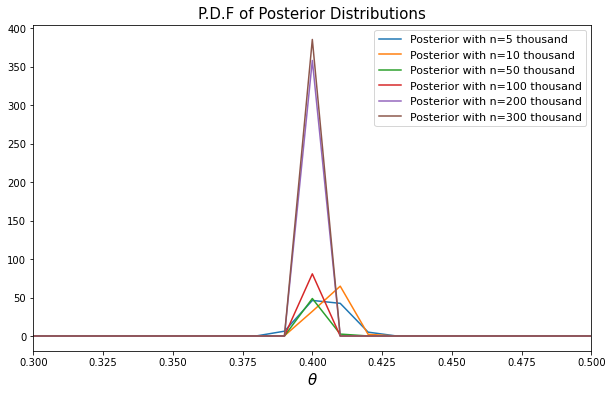 P.D.F of Posterior Distributions
400
350
300
250
200
150
100
50
0
Posterior with n=5 thousand
Posterior with n=10 thousand
Posterior with n=50 thousand
Posterior with n=100 thousand
Posterior with n=200 thousand
Posterior with n=300 thousand
0.300 0.325 0.350 0.375 0.400 0.425 0.450 0.475 0.500
θ